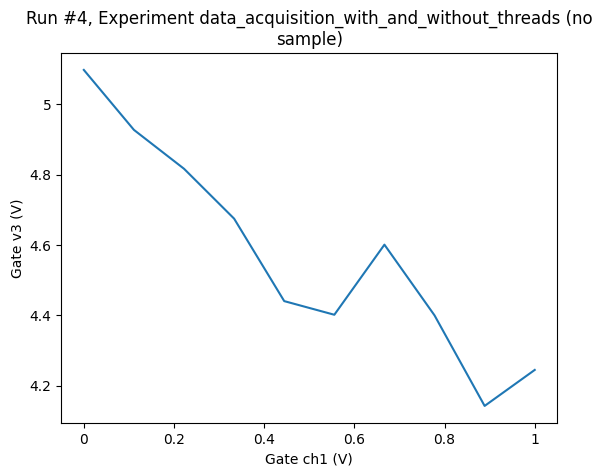 Run #4, Experiment data_acquisition_with_and_without_threads (no
sample)
5
4.8
4.6
4.4
4.2
Gate v3 (V)
0
0.2
0.4
0.6
0.8
1
Gate ch1 (V)